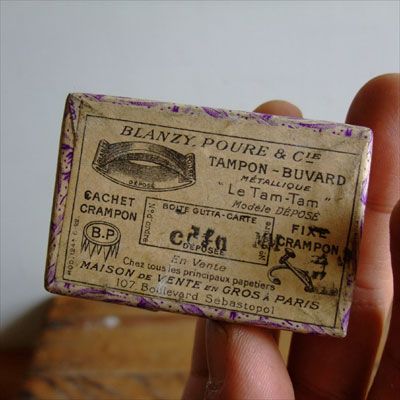 BLANZY, POURE & CIE
TAMPON-BUVARD
MÉTALLIQUE
"Le Tam-Tam"
Modèle DÉPOSÉ
DÉPOSÉ
CACHET
CRAMPON
B.P
BOITE GUTTA-CARTE
DÉPOSÉE
FIXE
CRAMPON
En Vente
Chez tous les principaux papetiers
MAISON DE VENTE EN GROS À PARIS
107 Boulevard Sebastopol